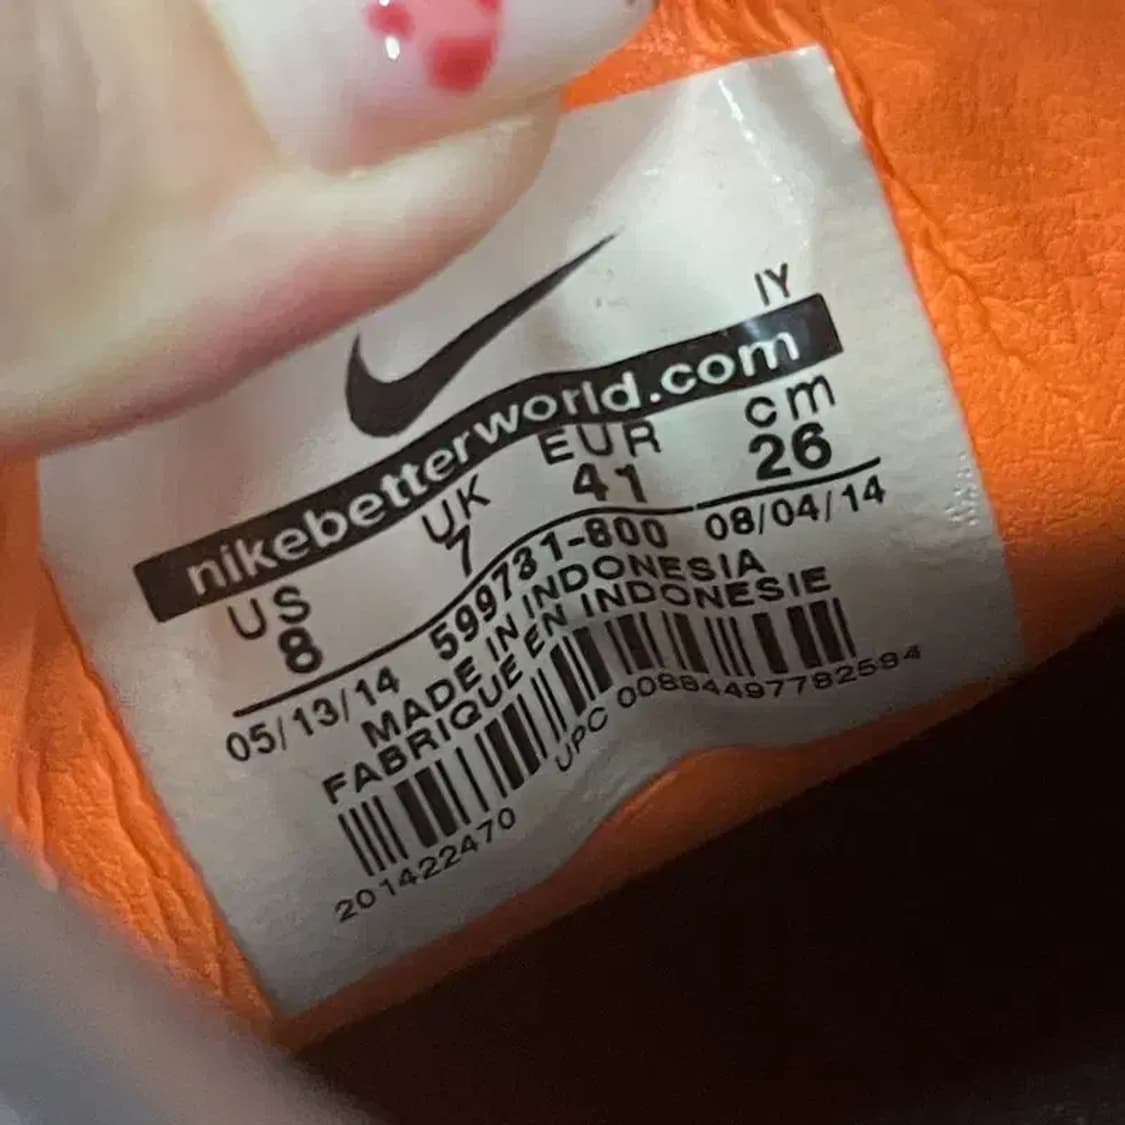 IY
nikebetterworld.com
US UK EUR cm
8 7 41 26
05/13/14 599731-800 08/04/14
MADE IN INDONESIA
FABRIQUE EN INDONESIE
201422470 UPC 00884497782594